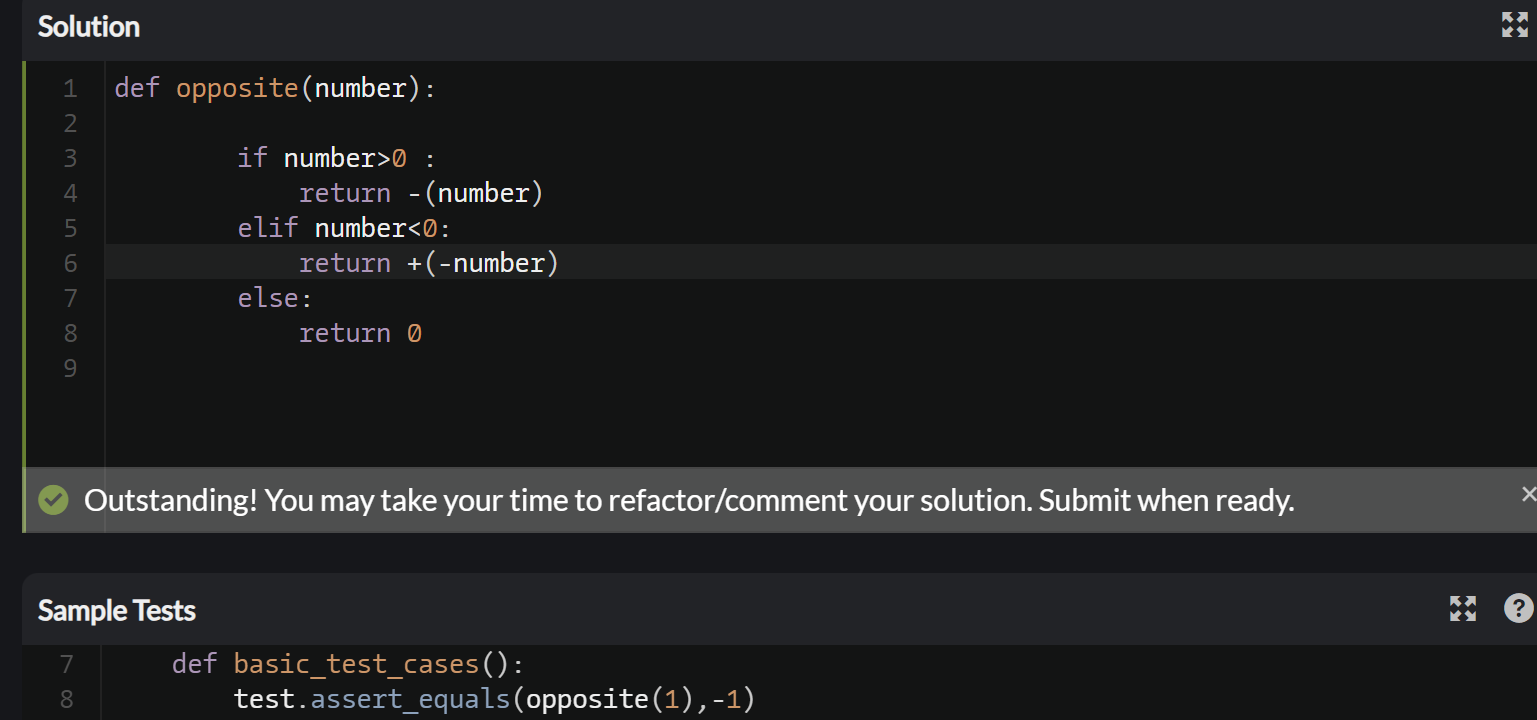 Solution
1 def opposite(number):
2
3 if number>0 :
4 return -(number)
5 elif number<0:
6 return +(-number)
7 else:
8 return 0
9
Outstanding! You may take your time to refactor/comment your solution. Submit when ready.
Sample Tests
7 def basic_test_cases():
8 test.assert_equals(opposite(1),-1)